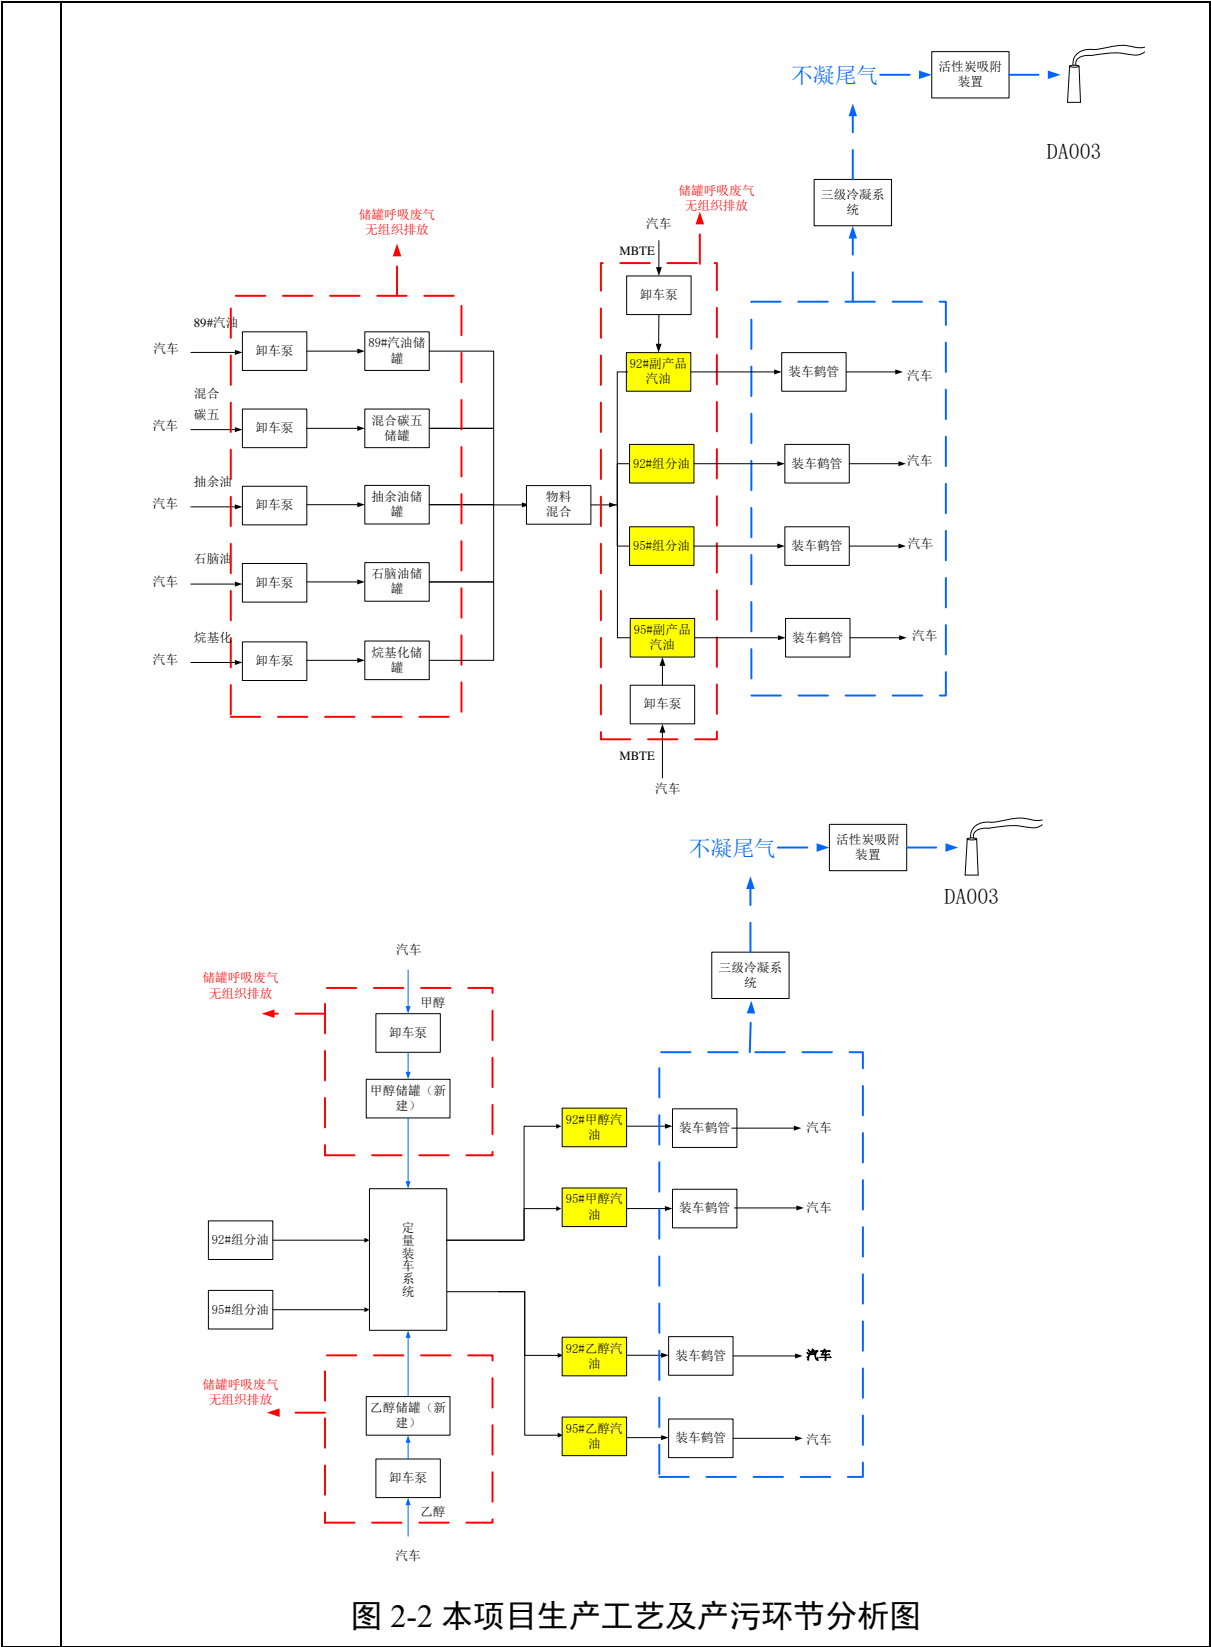 不凝尾气
活性炭吸附
装置
DA003
三级冷凝系
统
储罐呼吸废气
无组织排放
储罐呼吸废气
无组织排放
汽车
MBTE
卸车泵
89#汽油
汽车
卸车泵
89#汽油储
罐
92#副产品
汽油
装车鹤管
汽车
混合
碳五
汽车
卸车泵
混合碳五
储罐
92#组分油
装车鹤管
汽车
抽余油
汽车
卸车泵
抽余油储
罐
物料
混合
95#组分油
装车鹤管
汽车
石脑油
汽车
卸车泵
石脑油储
罐
烷基化
汽车
卸车泵
烷基化储
罐
95#副产品
汽油
装车鹤管
汽车
卸车泵
MBTE
汽车
不凝尾气
活性炭吸附
装置
DA003
三级冷凝系
统
汽车
储罐呼吸废气
无组织排放
甲醇
卸车泵
甲醇储罐（新
建）
92#甲醇汽
油
装车鹤管
汽车
95#甲醇汽
油
装车鹤管
汽车
92#组分油
95#组分油
定
量
装
车
系
统
92#乙醇汽
油
装车鹤管
汽车
储罐呼吸废气
无组织排放
乙醇储罐（新
建）
95#乙醇汽
油
装车鹤管
汽车
卸车泵
乙醇
汽车
图 2-2 本项目生产工艺及产污环节分析图